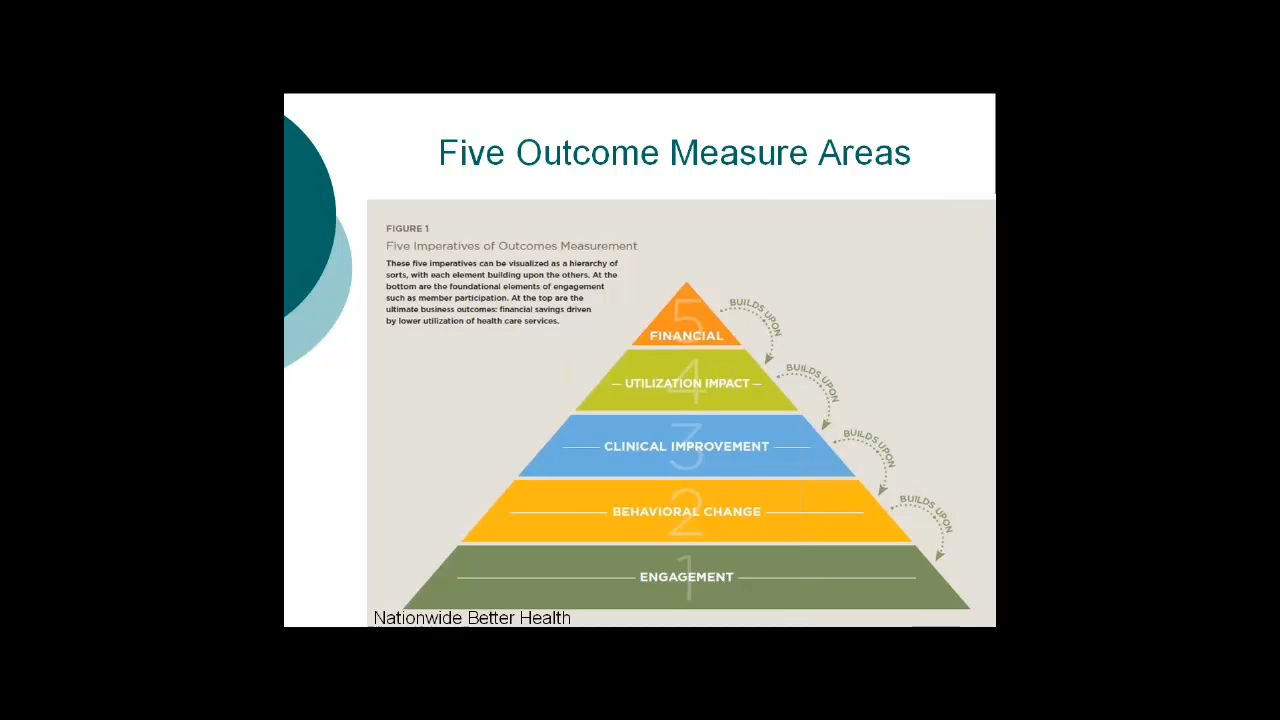 Five Outcome Measure Areas
FIGURE 1
Five Imperatives of Outcomes Measurement
These five imperatives can be visualized as a hierarchy of
sorts, with each element building upon the others. At the
bottom are the foundational elements of engagement
such as member participation. At the top are the
ultimate business outcomes: financial savings driven
by lower utilization of health care services.
5
FINANCIAL
BUILDS UPON
4
UTILIZATION IMPACT
BUILDS UPON
3
CLINICAL IMPROVEMENT
BUILDS UPON
2
BEHAVIORAL CHANGE
BUILDS UPON
1
ENGAGEMENT
Nationwide Better Health